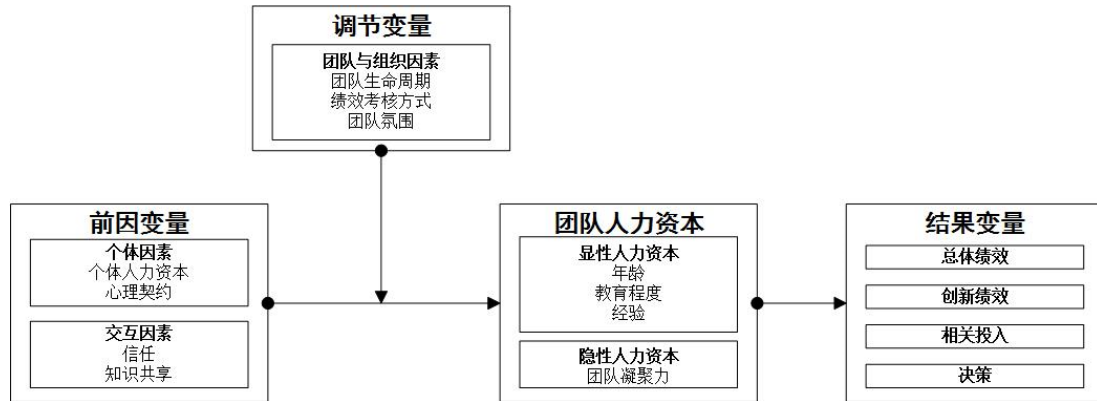 调节变量
团队与组织因素
团队生命周期
绩效考核方式
团队氛围
前因变量
个体因素
个体人力资本
心理契约
交互因素
信任
知识共享
团队人力资本
显性人力资本
年龄
教育程度
经验
隐性人力资本
团队凝聚力
结果变量
总体绩效
创新绩效
相关投入
决策